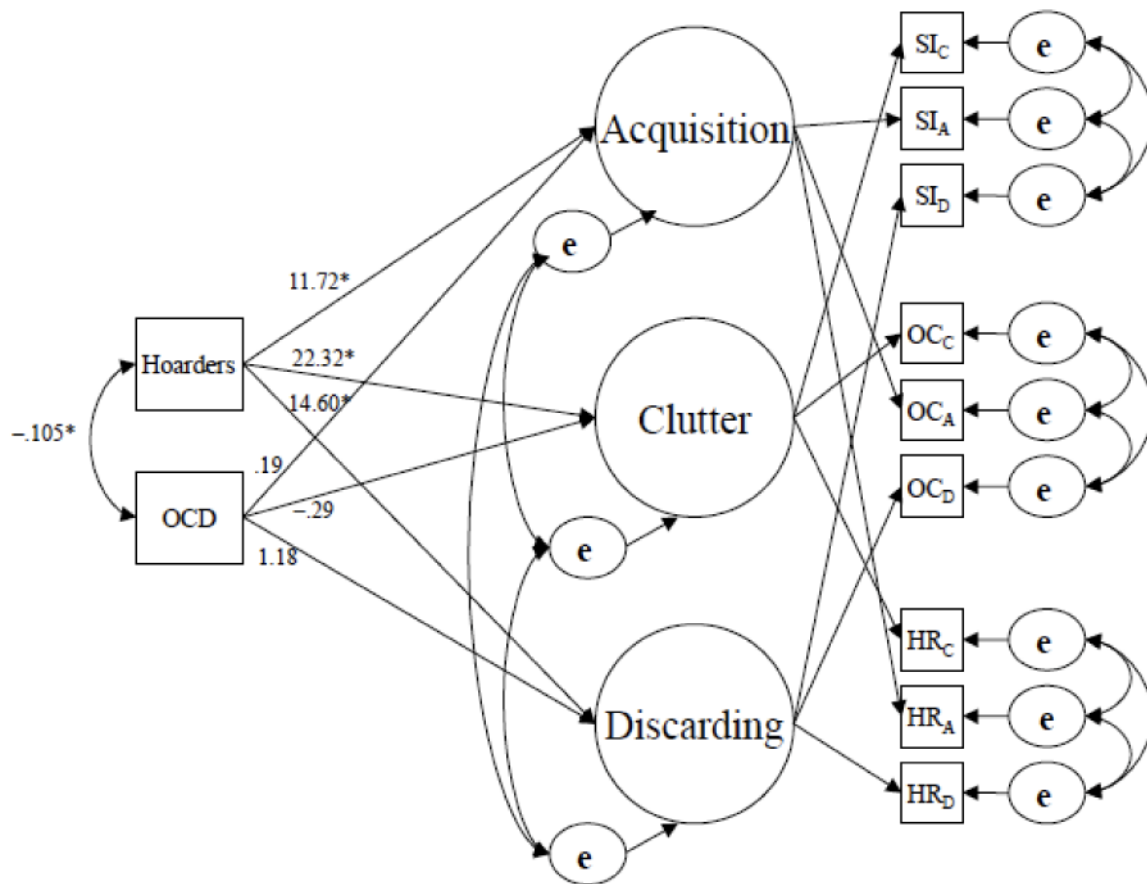 SI_C
e
Acquisition
SI_A
e
SI_D
e
e
11.72*
Hoarders
22.32*
OC_C
e
14.60*
−.105*
Clutter
OC_A
e
.19
OC_D
e
OCD
−.29
1.18
e
HR_C
e
Discarding
HR_A
e
HR_D
e
e